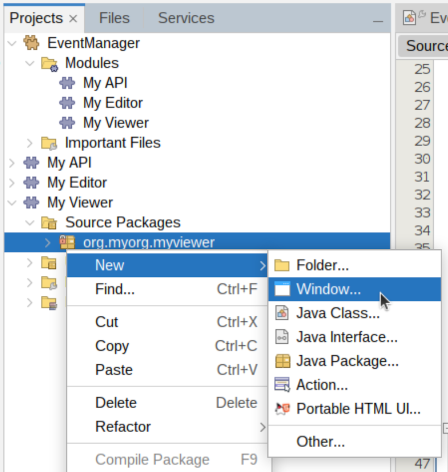 Projects × Files Services
EventManager
Modules
My API
My Editor
My Viewer
Important Files
My API
My Editor
My Viewer
Source Packages
org.myorg.myviewer
New
Find... Ctrl+F
Cut Ctrl+X
Copy Ctrl+C
Paste Ctrl+V
Delete Delete
Refactor
Compile Package F9
Folder...
Window...
Java Class...
Java Interface...
Java Package...
Action...
Portable HTML UI...
Other...
Source
25
26
27
28
29
30
31
32
33
34
35
47